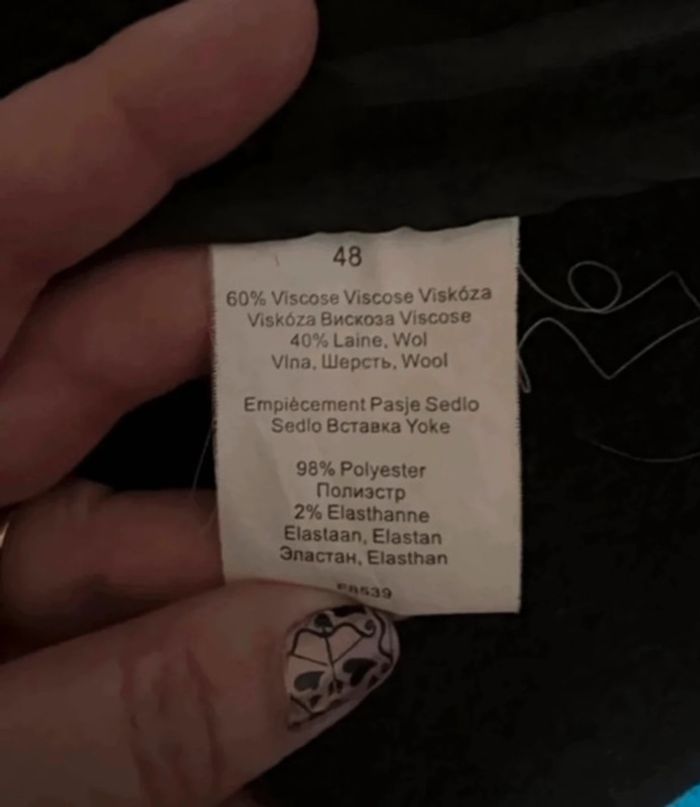 48
60% Viscose Viscose Viskóza
Viskóza Вискоза Viscose
40% Laine, Wol
Vlna, Шерсть, Wool
Empiècement Pasje Sedlo
Sedlo Вставка Yoke
98% Polyester
Полиэстр
2% Elasthanne
Elastaan, Elastan
Эластан, Elasthan